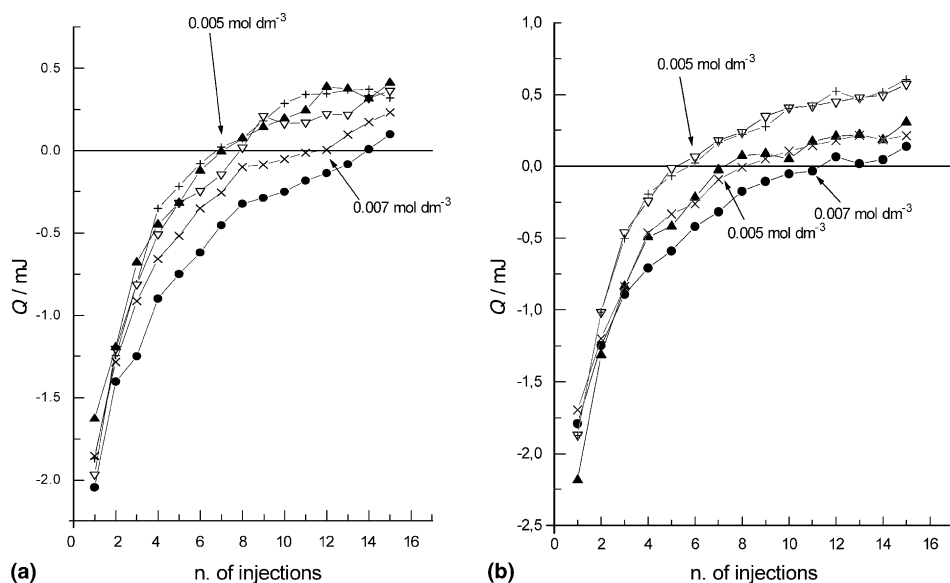 0.005 mol dm⁻³
0.5
0.0
-0.5
-1.0
-1.5
-2.0
Q / mJ
0.007 mol dm⁻³
0 2 4 6 8 10 12 14 16
(a) n. of injections
1,0
0,5
0,0
-0,5
-1,0
-1,5
-2,0
-2,5
Q / mJ
0.005 mol dm⁻³
0.007 mol dm⁻³
0.005 mol dm⁻³
0 2 4 6 8 10 12 14 16
(b) n. of injections